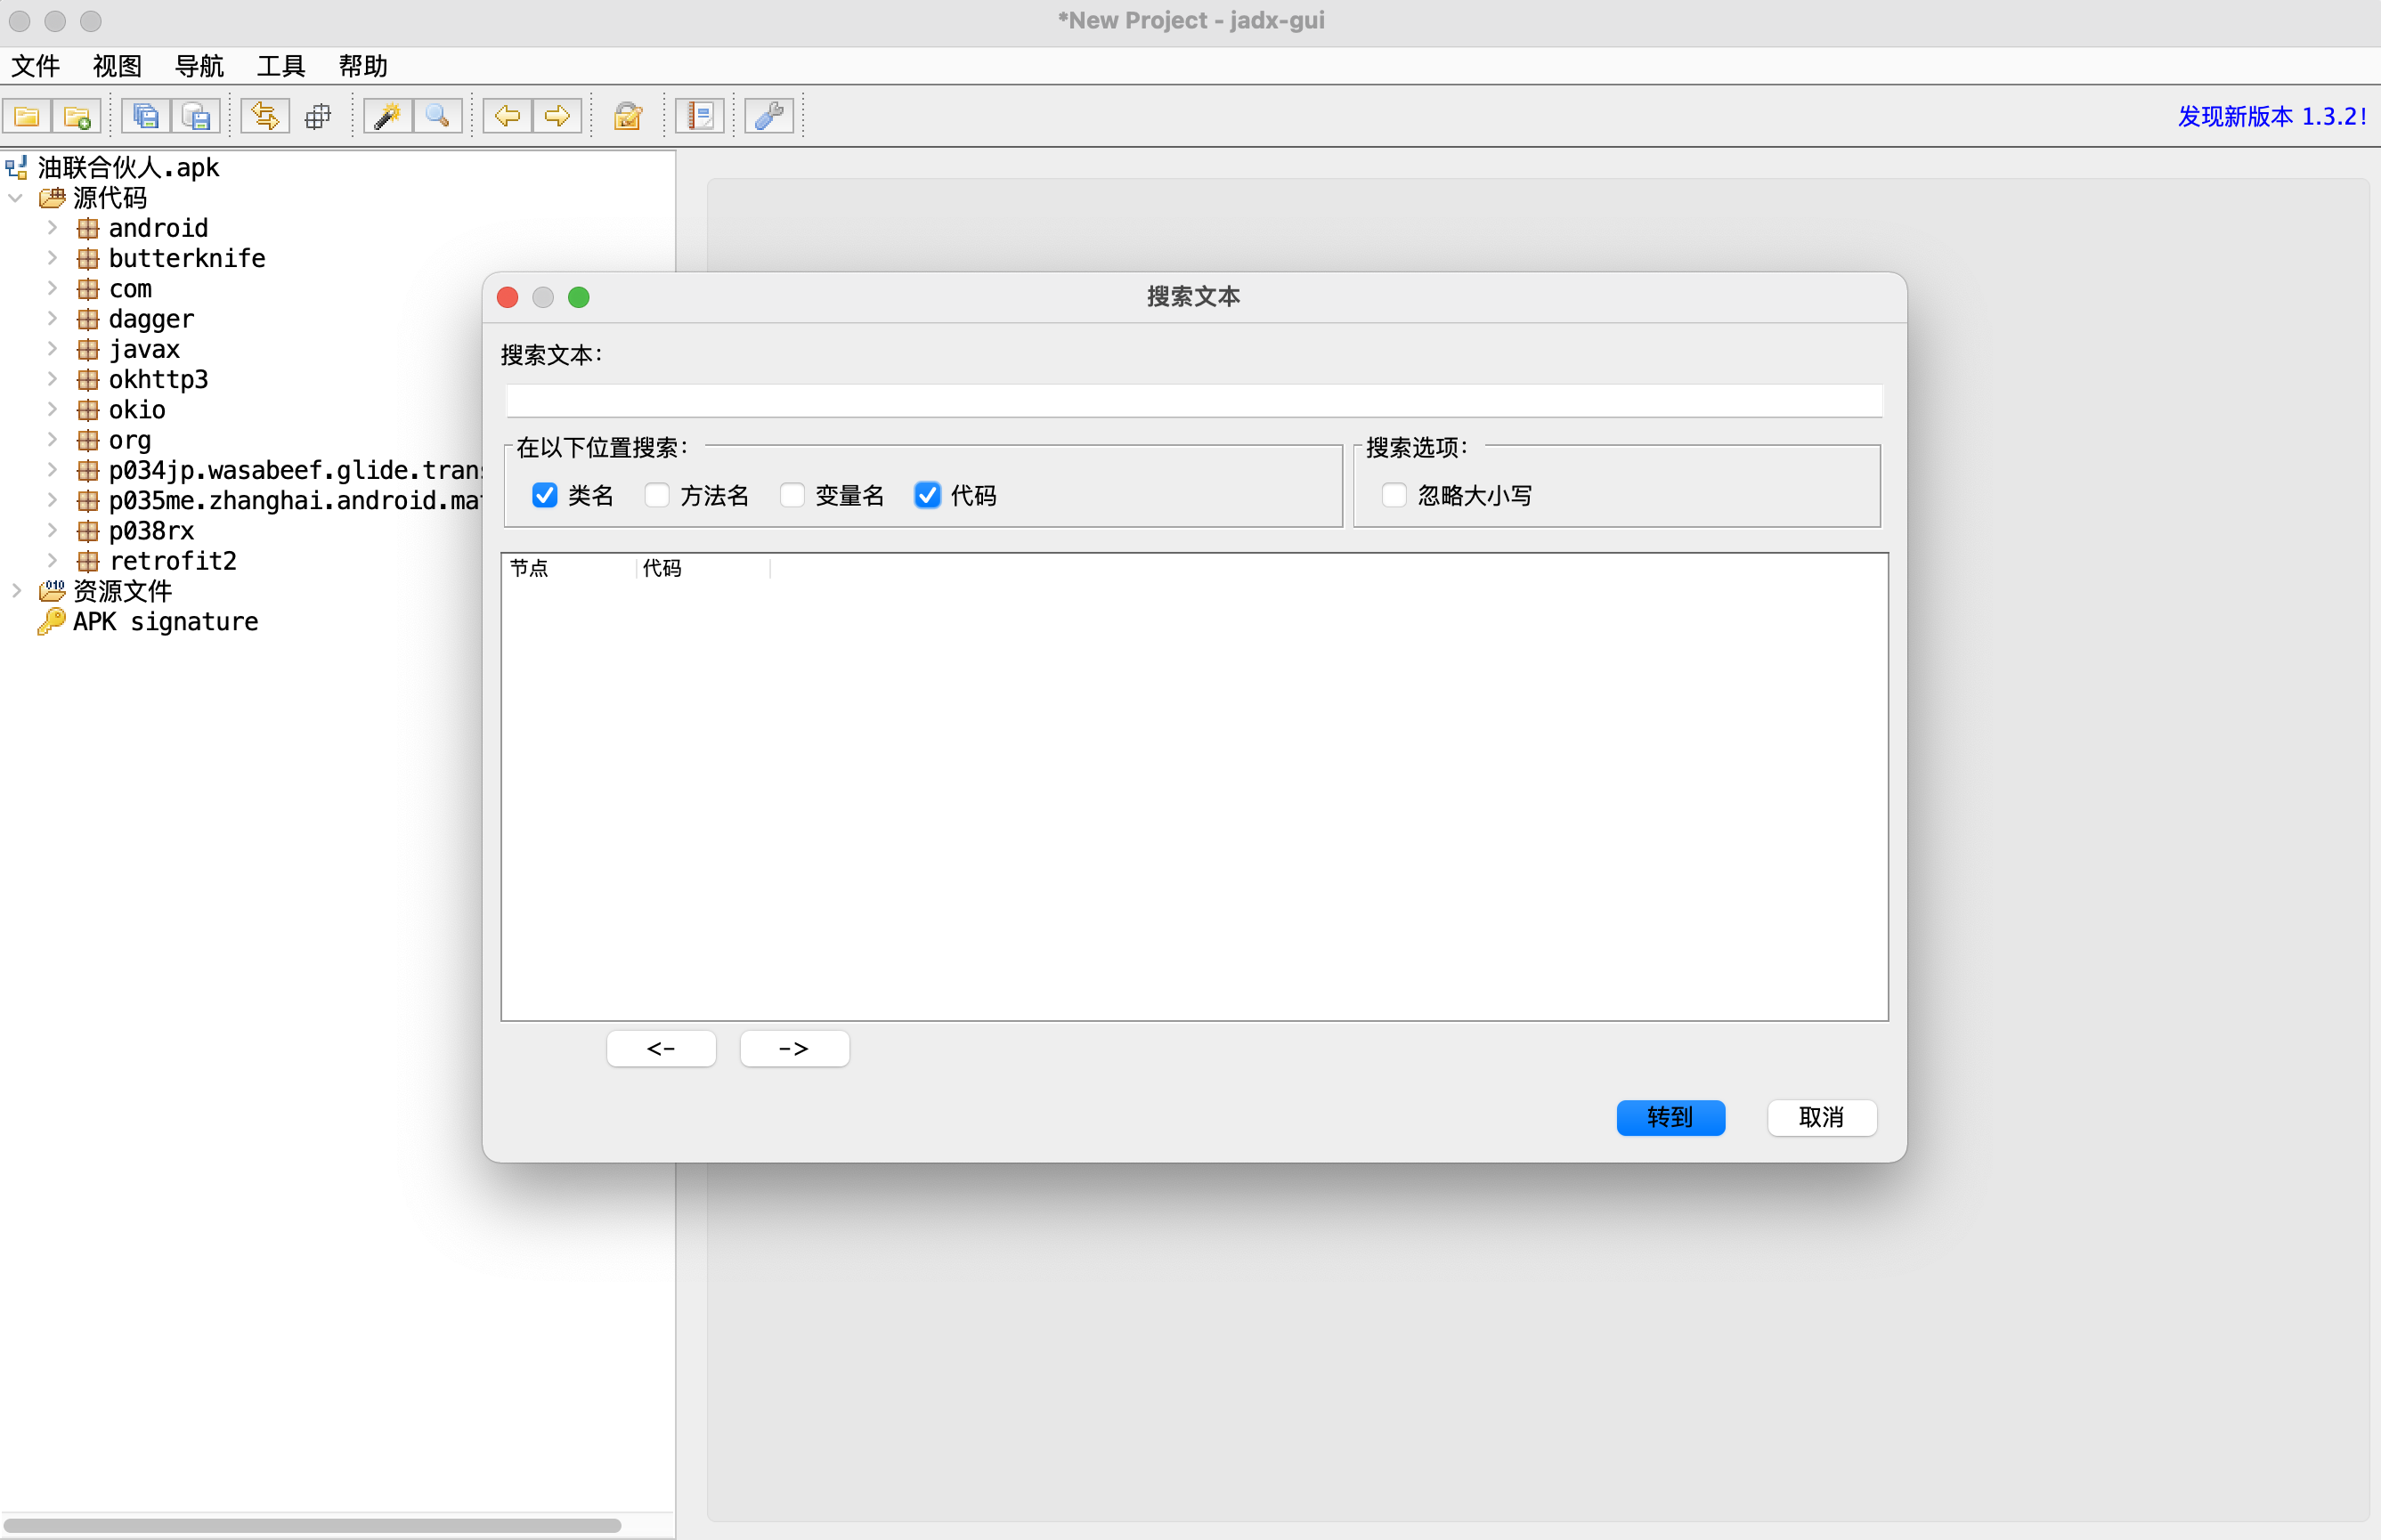 *New Project - jadx-gui
文件 视图 导航 工具 帮助
发现新版本 1.3.2!
油联合伙人.apk
源代码
android
butterknife
com
dagger
javax
okhttp3
okio
org
p034jp.wasabeef.glide.trans
p035me.zhanghai.android.mat
p038rx
retrofit2
010
资源文件
APK signature
搜索文本
搜索文本:
在以下位置搜索:
类名 方法名 变量名 代码
搜索选项:
忽略大小写
节点 代码
<- ->
转到 取消